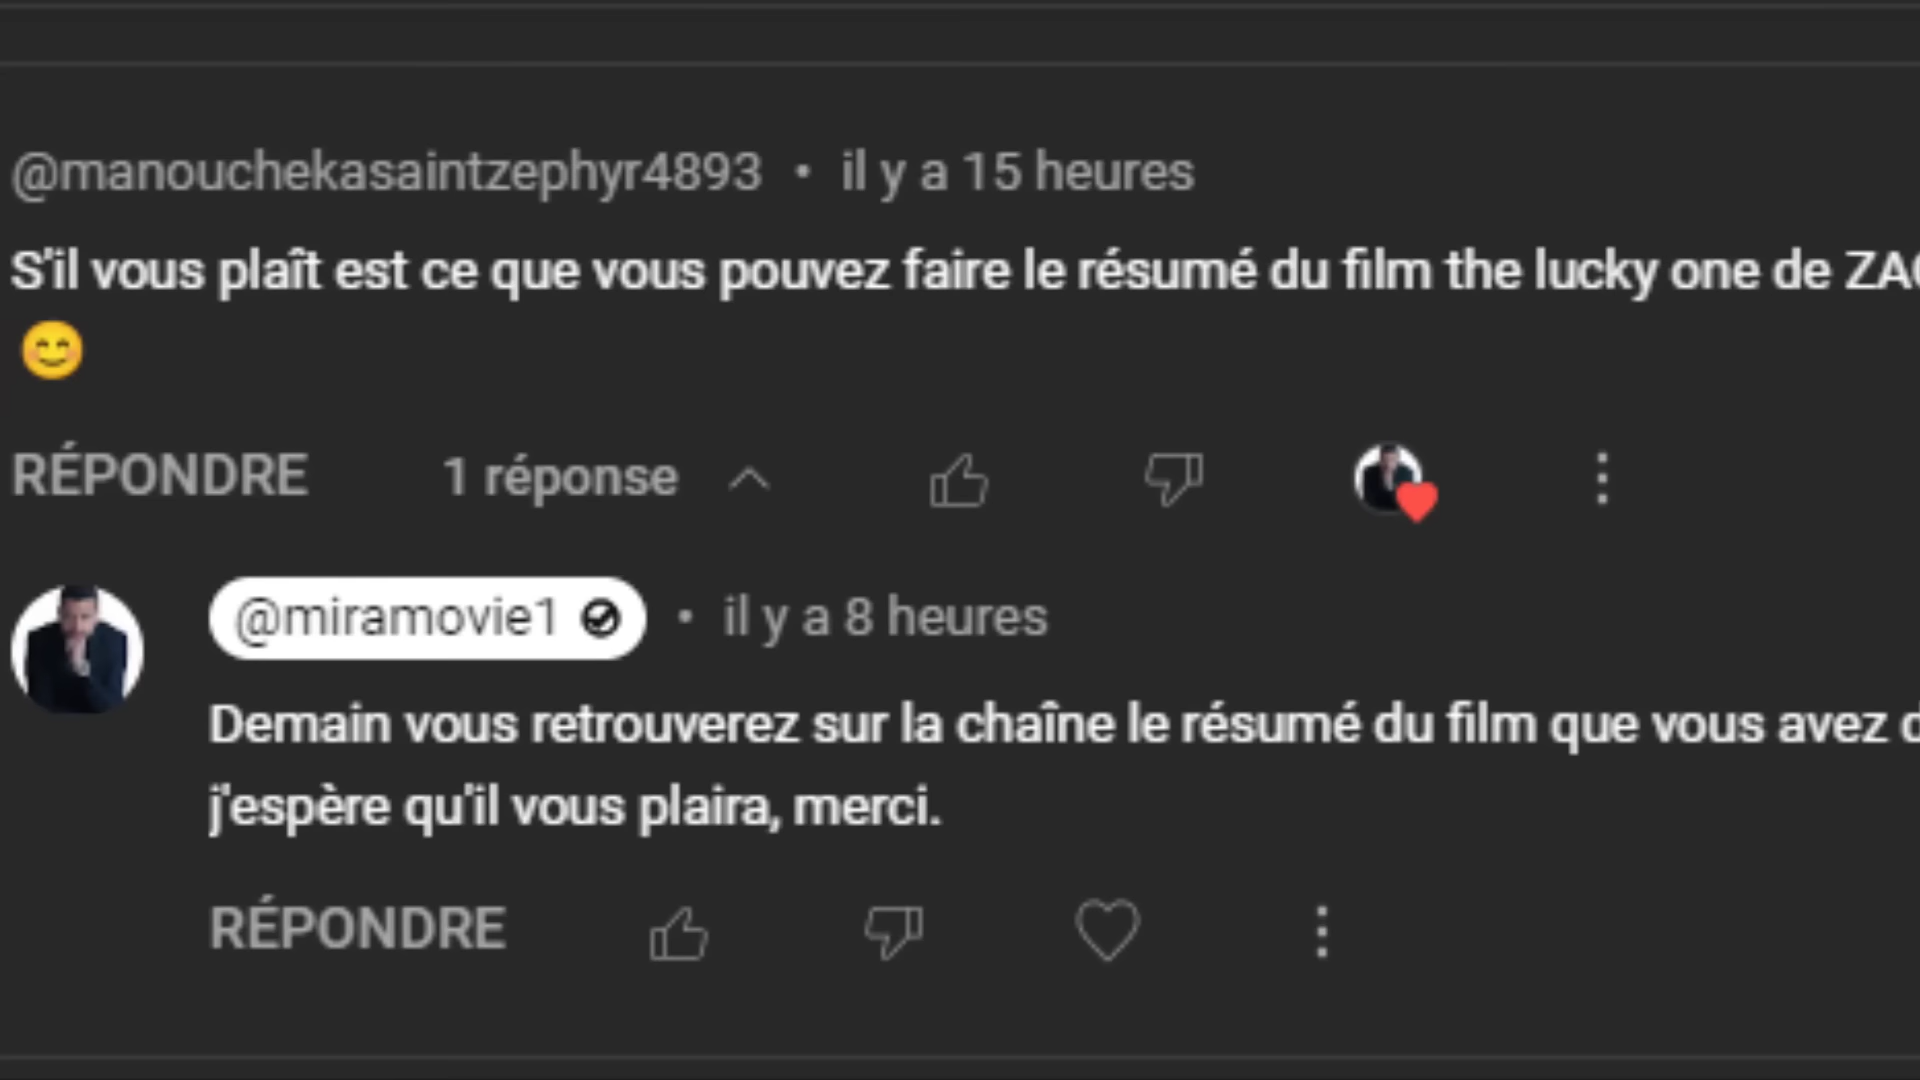 @manouchekasaintzephyr4893 • il y a 15 heures
S'il vous plaît est ce que vous pouvez faire le résumé du film the lucky one de
😊
RÉPONDRE 1 réponse
@miramovie1 • il y a 8 heures
Demain vous retrouverez sur la chaîne le résumé du film que vous avez
j'espère qu'il vous plaira, merci.
RÉPONDRE